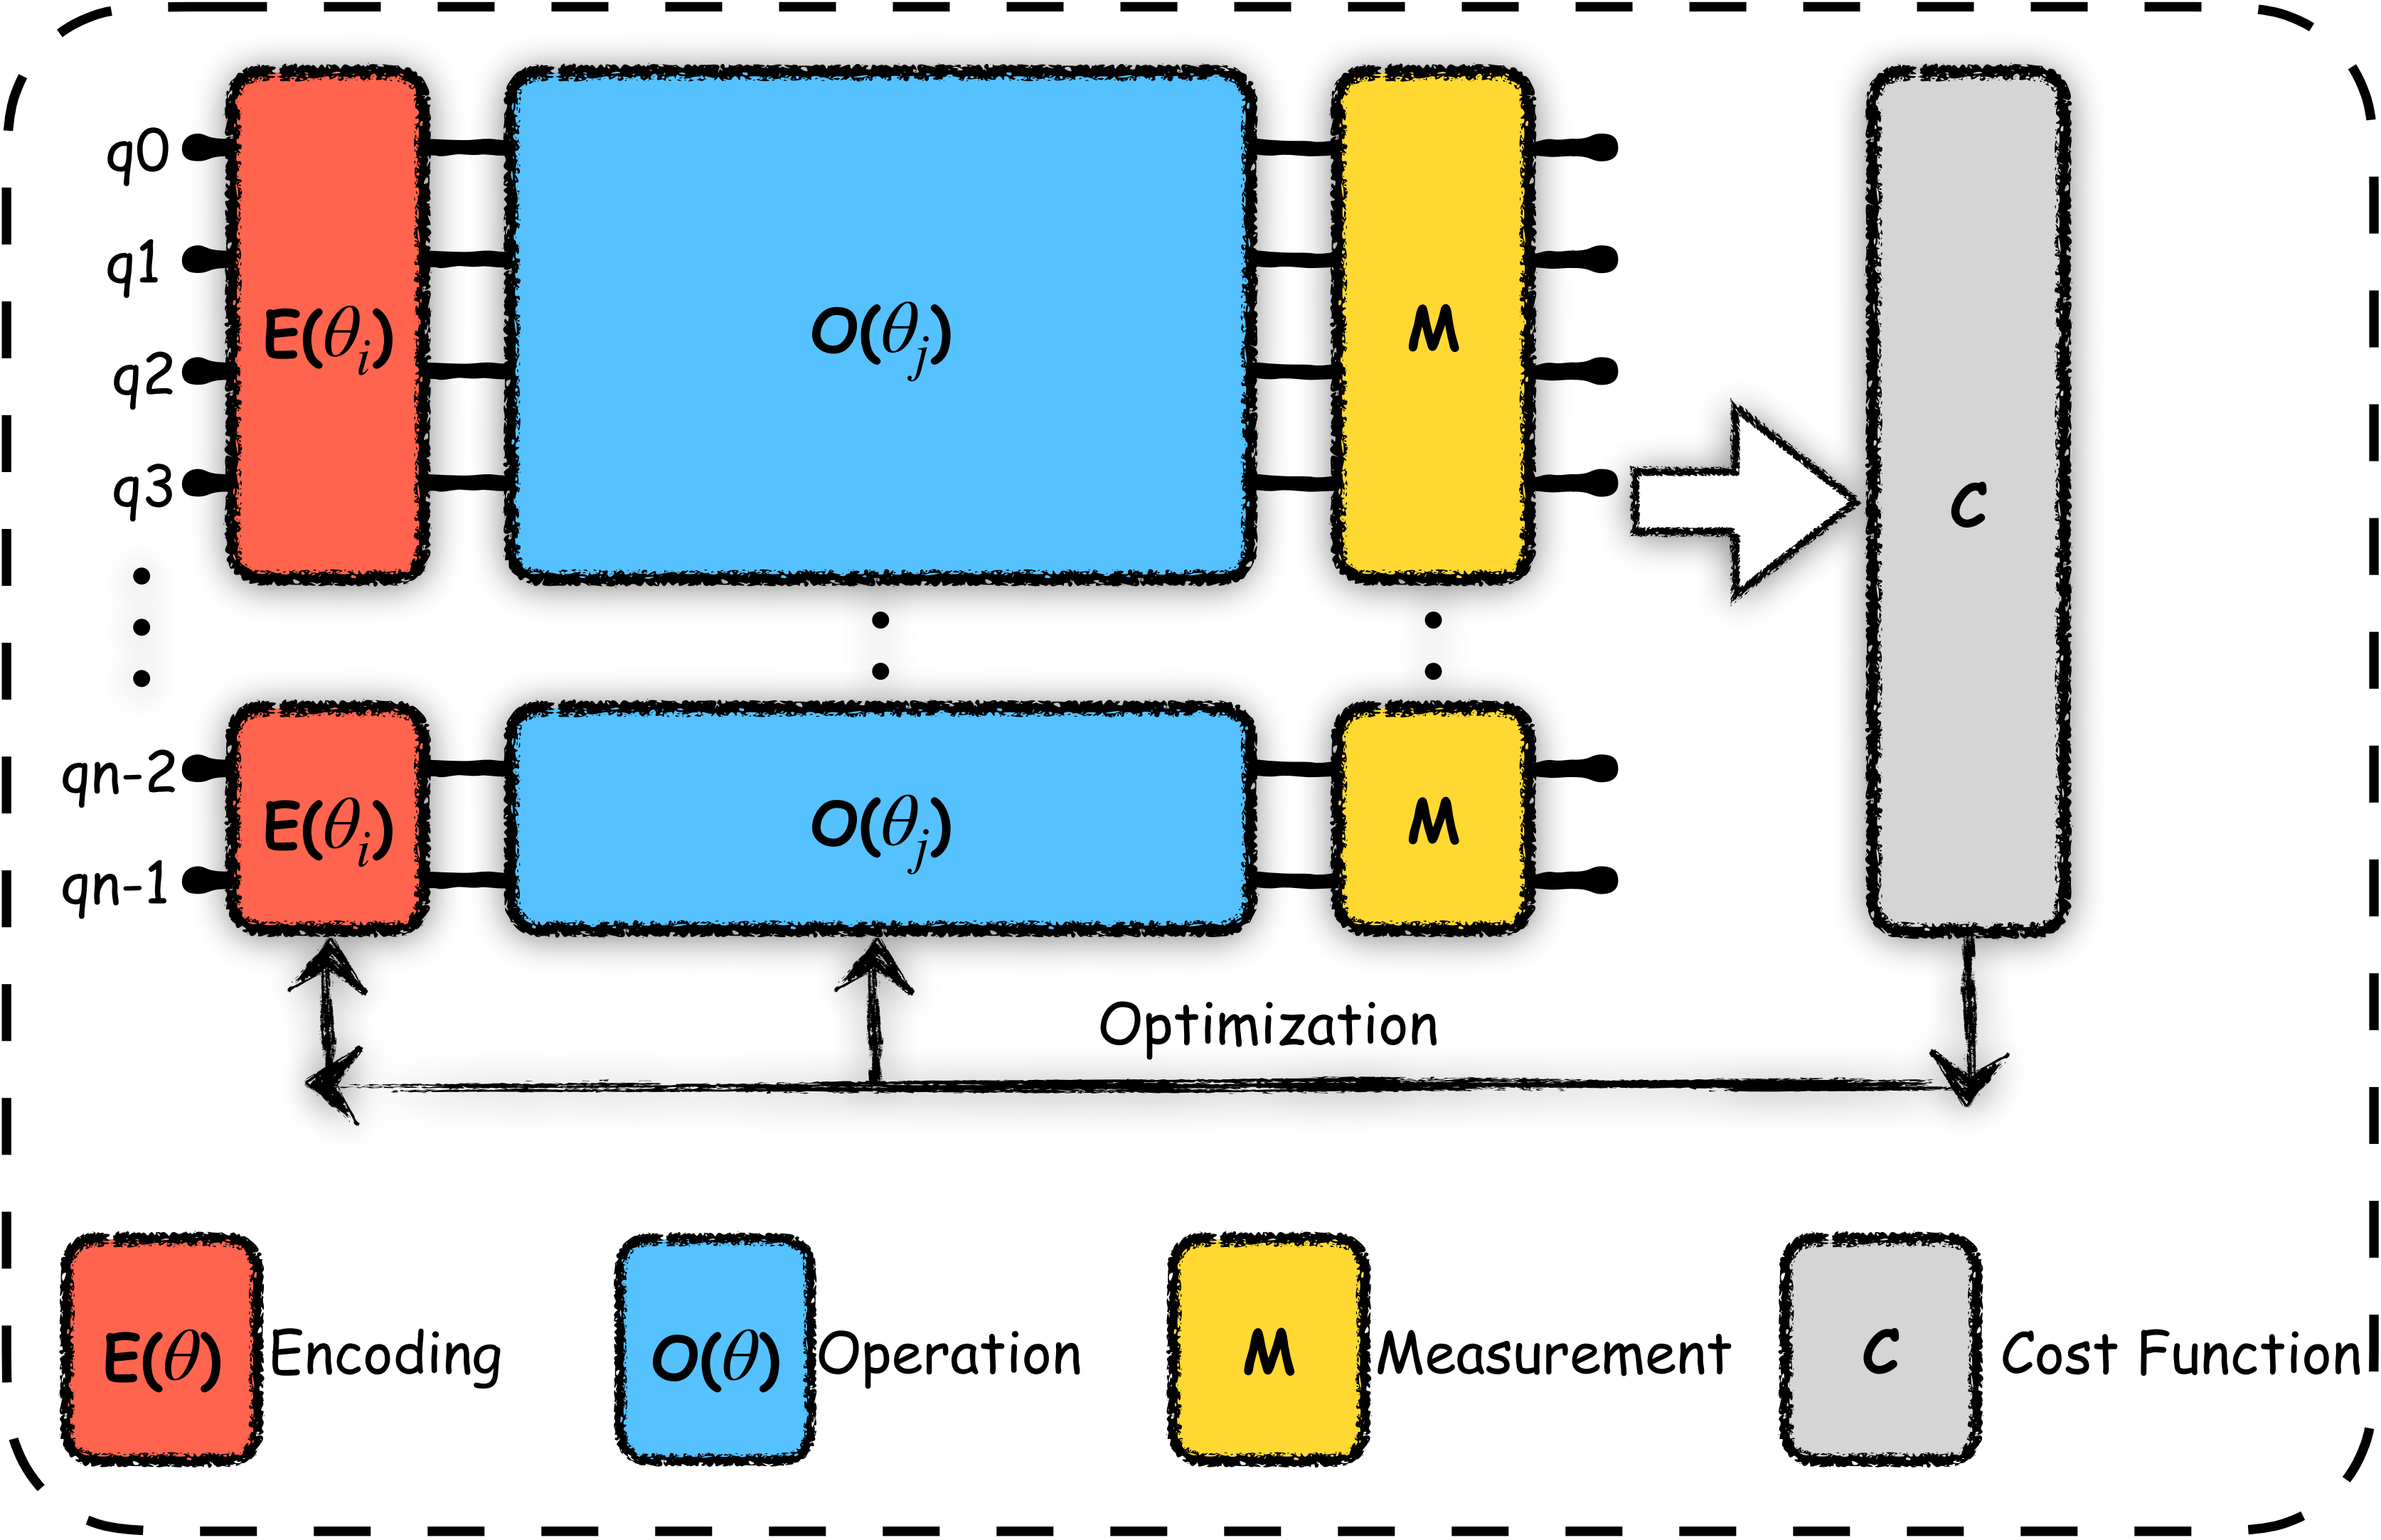 q0
q1
q2
q3
E(θi)
O(θj)
M
C
qn-2
qn-1
E(θi)
O(θj)
M
Optimization
E(θ) Encoding
O(θ) Operation
M Measurement
C Cost Function